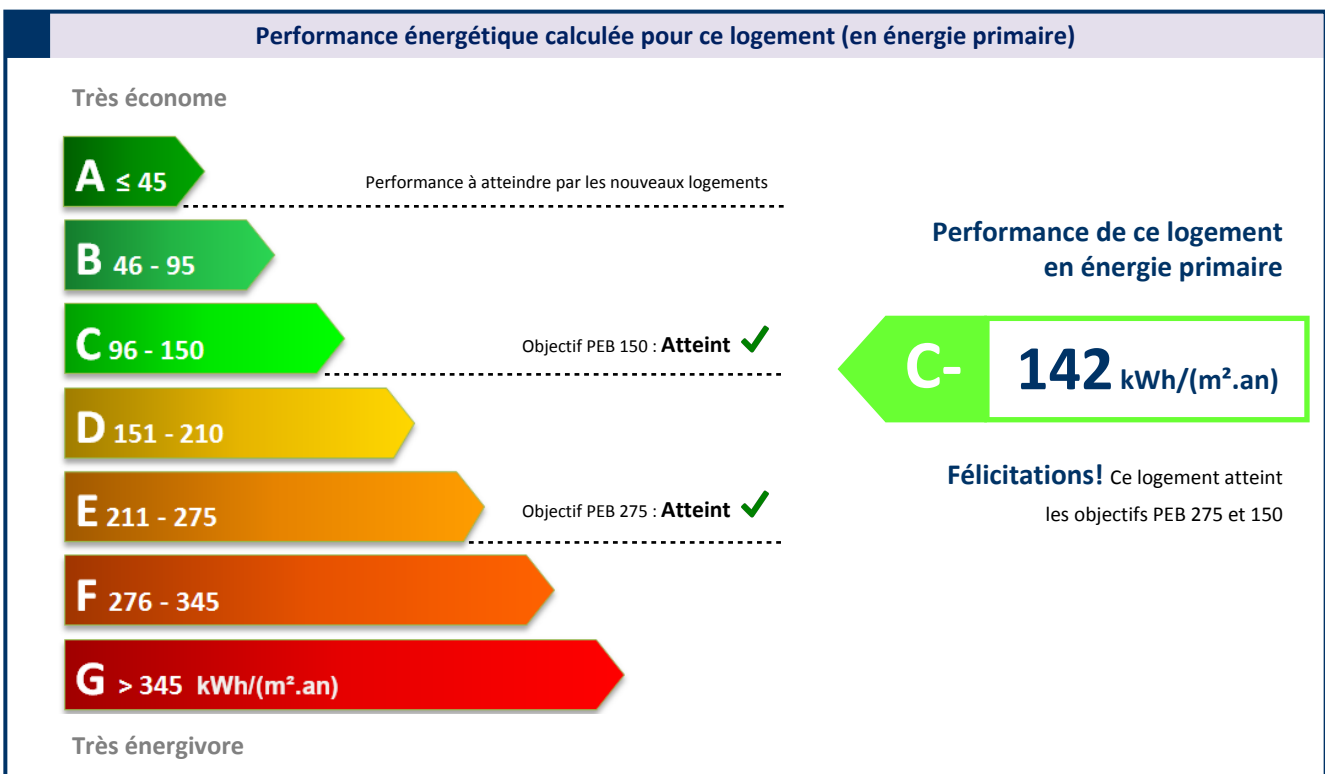 Performance énergétique calculée pour ce logement (en énergie primaire)
Très économe
A ≤ 45
Performance à atteindre par les nouveaux logements
B 46 - 95
Performance de ce logement
en énergie primaire
C 96 - 150
Objectif PEB 150 : Atteint
C-
142 kWh/(m².an)
D 151 - 210
Félicitations! Ce logement atteint
les objectifs PEB 275 et 150
E 211 - 275
Objectif PEB 275 : Atteint
F 276 - 345
G > 345 kWh/(m².an)
Très énergivore